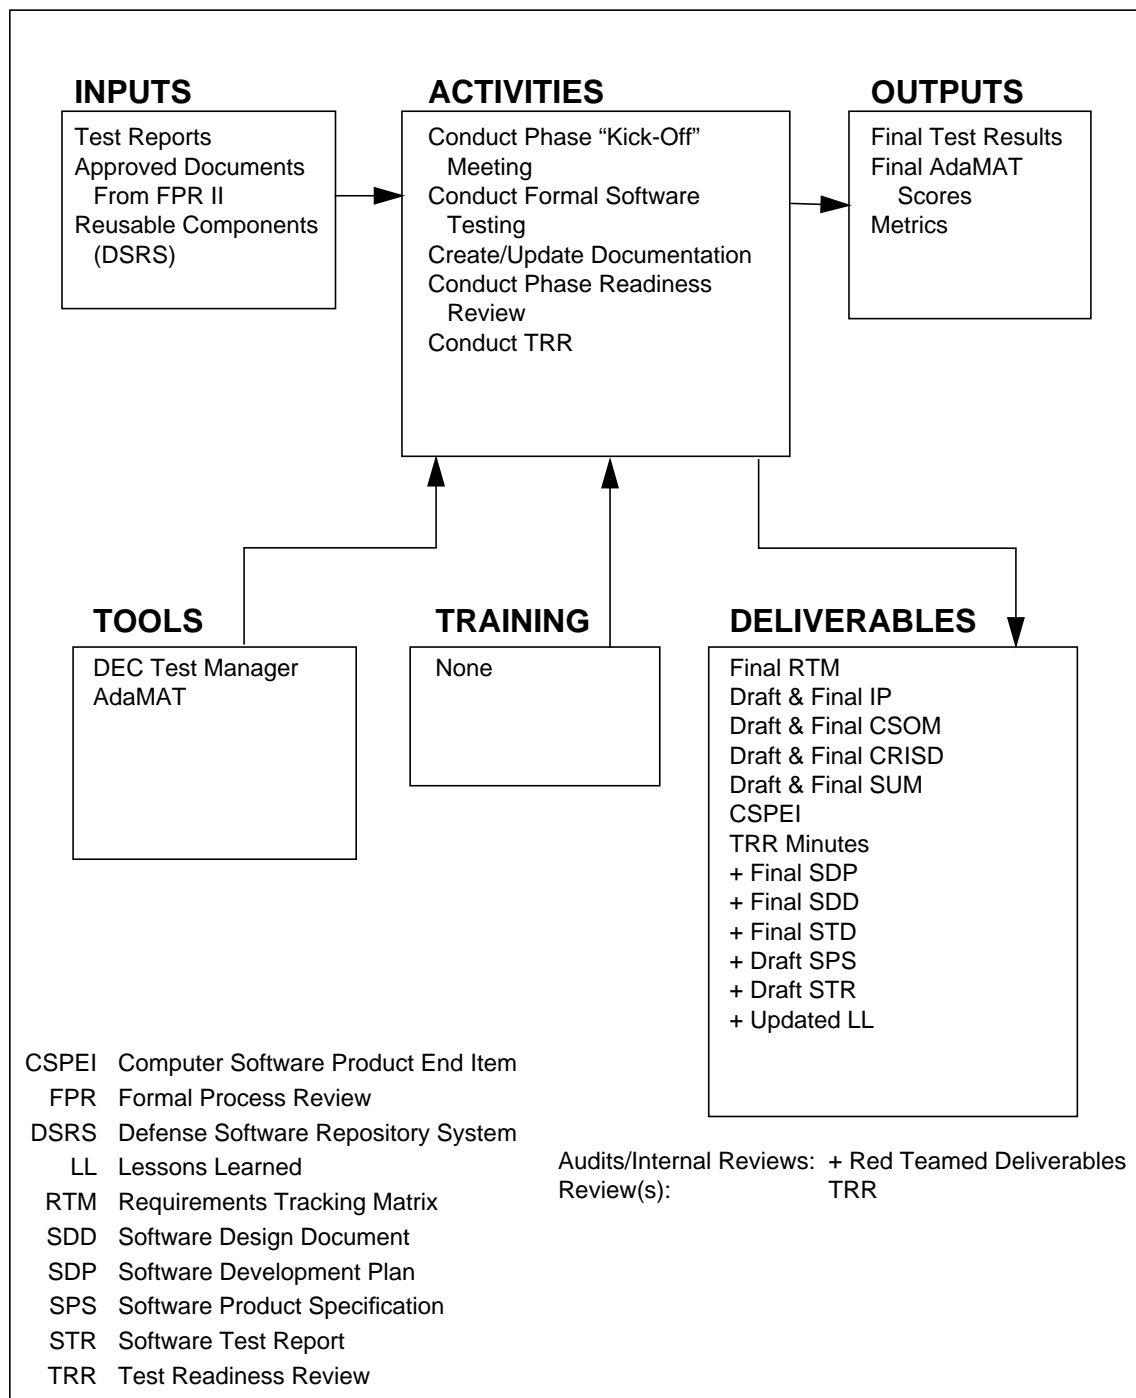 INPUTS
Test Reports
Approved Documents
From FPR II
Reusable Components
(DSRS)
ACTIVITIES
Conduct Phase “Kick-Off”
Meeting
Conduct Formal Software
Testing
Create/Update Documentation
Conduct Phase Readiness
Review
Conduct TRR
OUTPUTS
Final Test Results
Final AdaMAT
Scores
Metrics
TOOLS
DEC Test Manager
AdaMAT
TRAINING
None
DELIVERABLES
Final RTM
Draft & Final IP
Draft & Final CSOM
Draft & Final CRISD
Draft & Final SUM
CSPEI
TRR Minutes
+ Final SDP
+ Final SDD
+ Final STD
+ Draft SPS
+ Draft STR
+ Updated LL
CSPEI Computer Software Product End Item
FPR Formal Process Review
DSRS Defense Software Repository System
LL Lessons Learned
RTM Requirements Tracking Matrix
SDD Software Design Document
SDP Software Development Plan
SPS Software Product Specification
STR Software Test Report
TRR Test Readiness Review
Audits/Internal Reviews: + Red Teamed Deliverables
Review(s): TRR